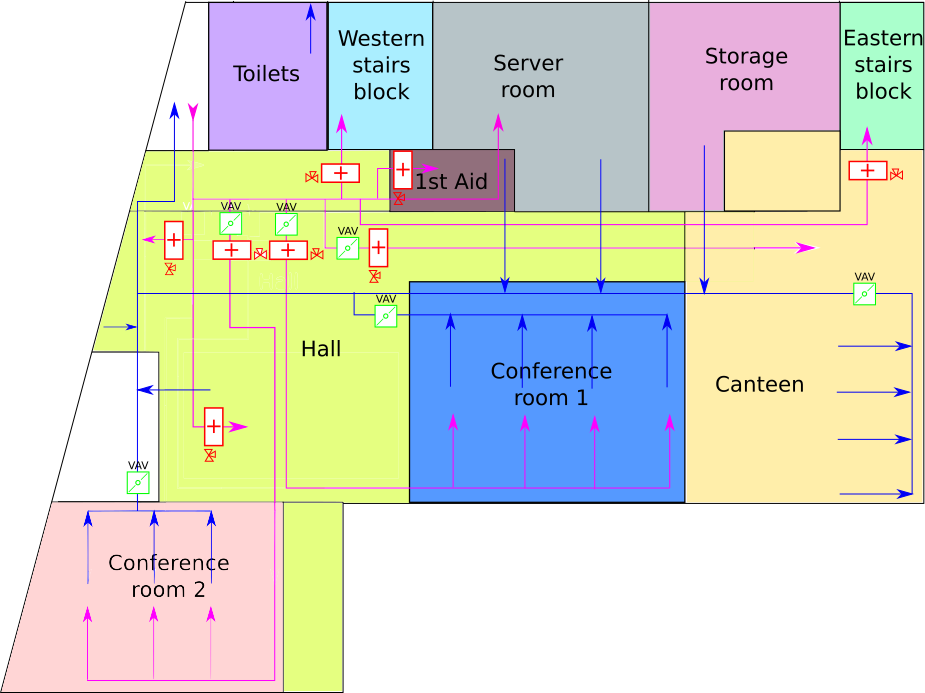 Toilets
Western
stairs
block
Server
room
Storage
room
Eastern
stairs
block
1st Aid
VAV
VAV
VAV
VAV
VAV
Hall
Conference
room 1
Canteen
VAV
Conference
room 2